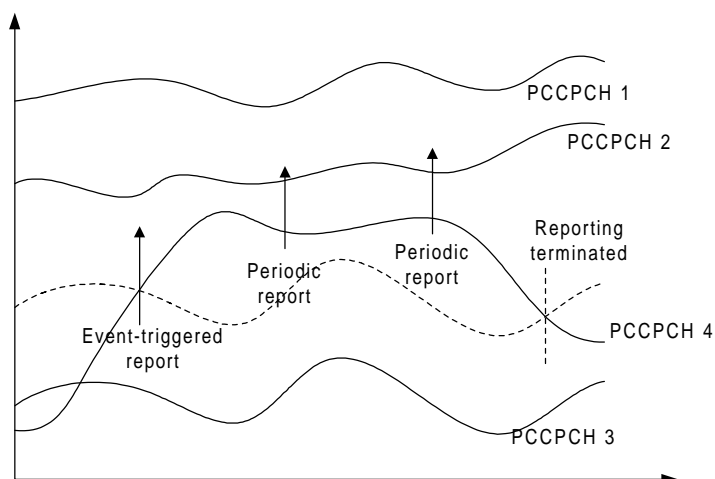 PCCPCH 1
PCCPCH 2
Reporting
terminated
Periodic
report
Periodic
report
Event-triggered
report
PCCPCH 4
PCCPCH 3